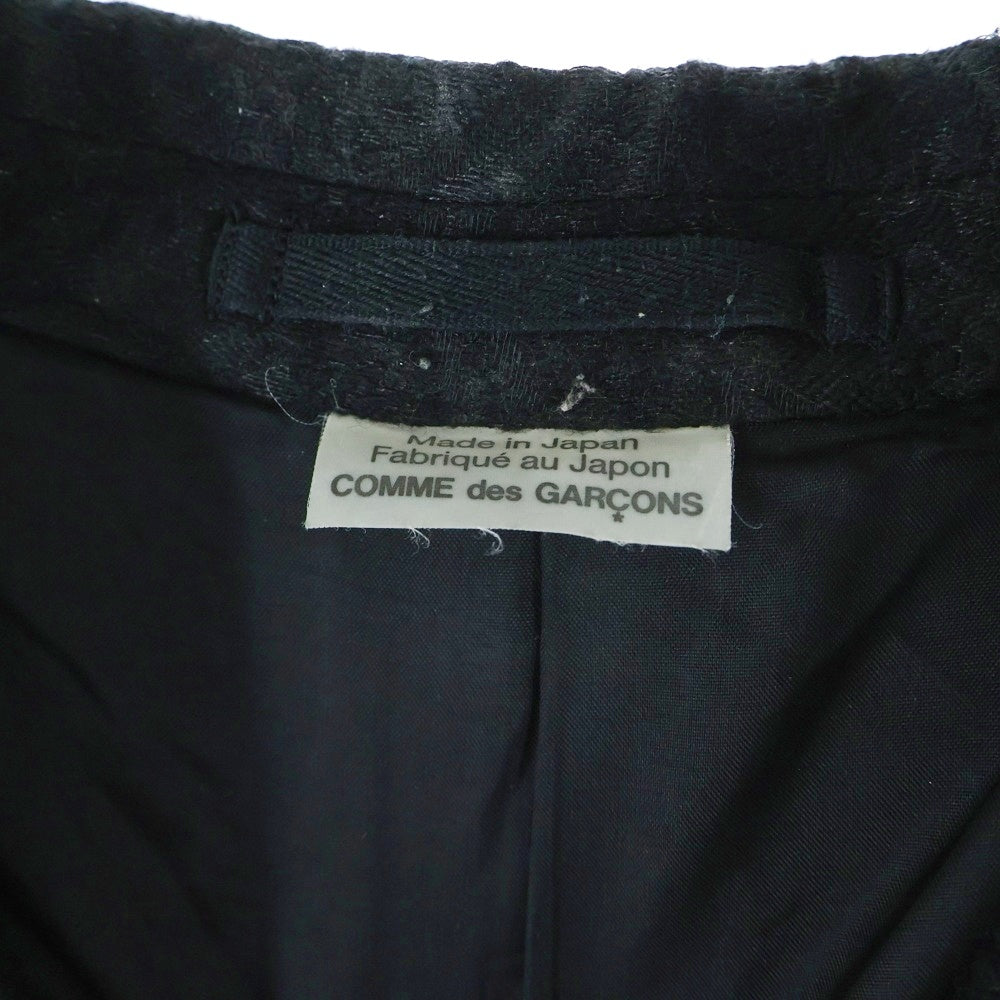 Made in Japan
Fabriqué au Japon
COMME des GARÇONS